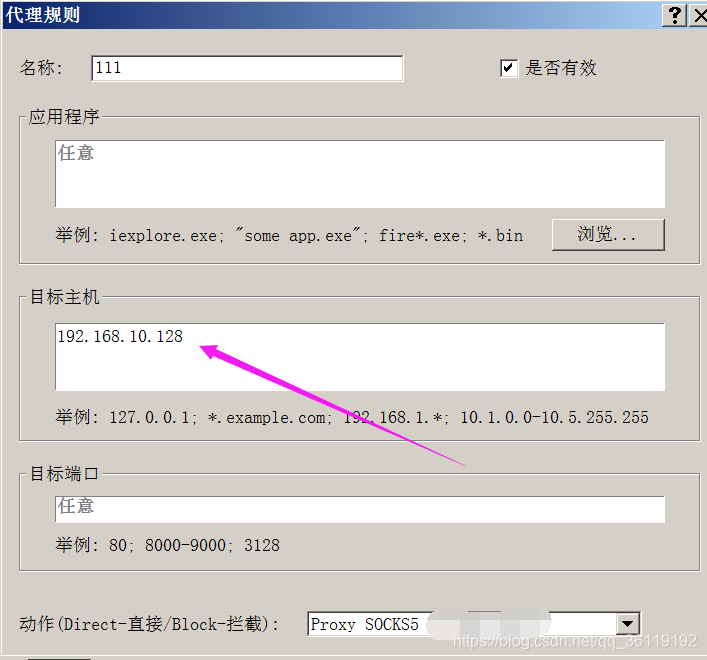 代理规则
名称: 111 是否有效
应用程序
任意
举例: iexplore.exe; "some app.exe"; fire*.exe; *.bin 浏览...
目标主机
192.168.10.128
举例: 127.0.0.1; *.example.com; 192.168.1.*; 10.1.0.0-10.5.255.255
目标端口
任意
举例: 80; 8000-9000; 3128
动作(Direct-直接/Block-拦截): Proxy SOCKS5
https://blog.csdn.net/qq_36119192